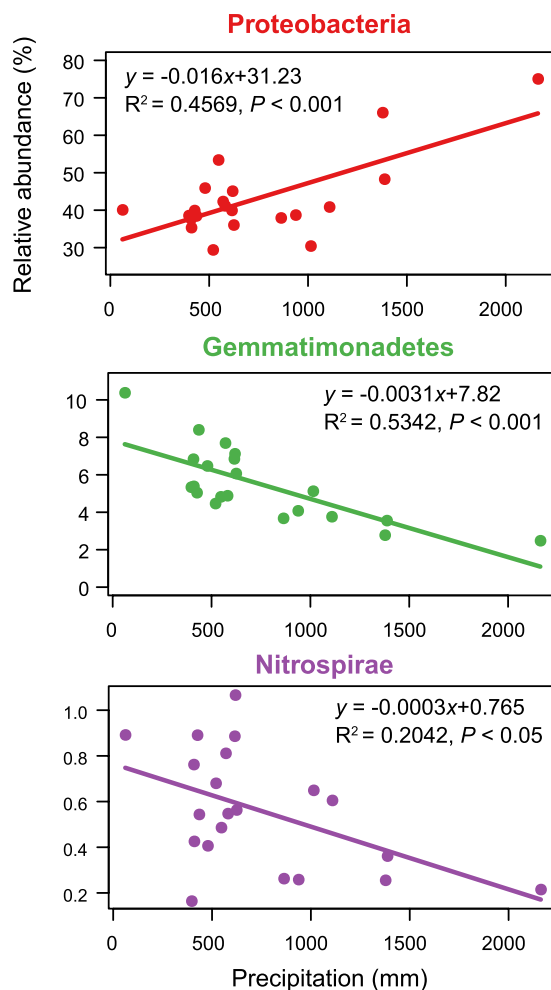 Proteobacteria
80
70
50
40
30
Relative abundance (%)
y = -0.016x+31.23
R² = 0.4569, P < 0.001
0 500 1000 1500 2000
Gemmatimonadetes
10
8
6
4
2
0
y = -0.0031x+7.82
R² = 0.5342, P < 0.001
0 500 1000 1500 2000
Nitrospirae
1.0
0.8
0.6
0.4
0.2
y = -0.0003x+0.765
R² = 0.2042, P < 0.05
0 500 1000 1500 2000
Precipitation (mm)